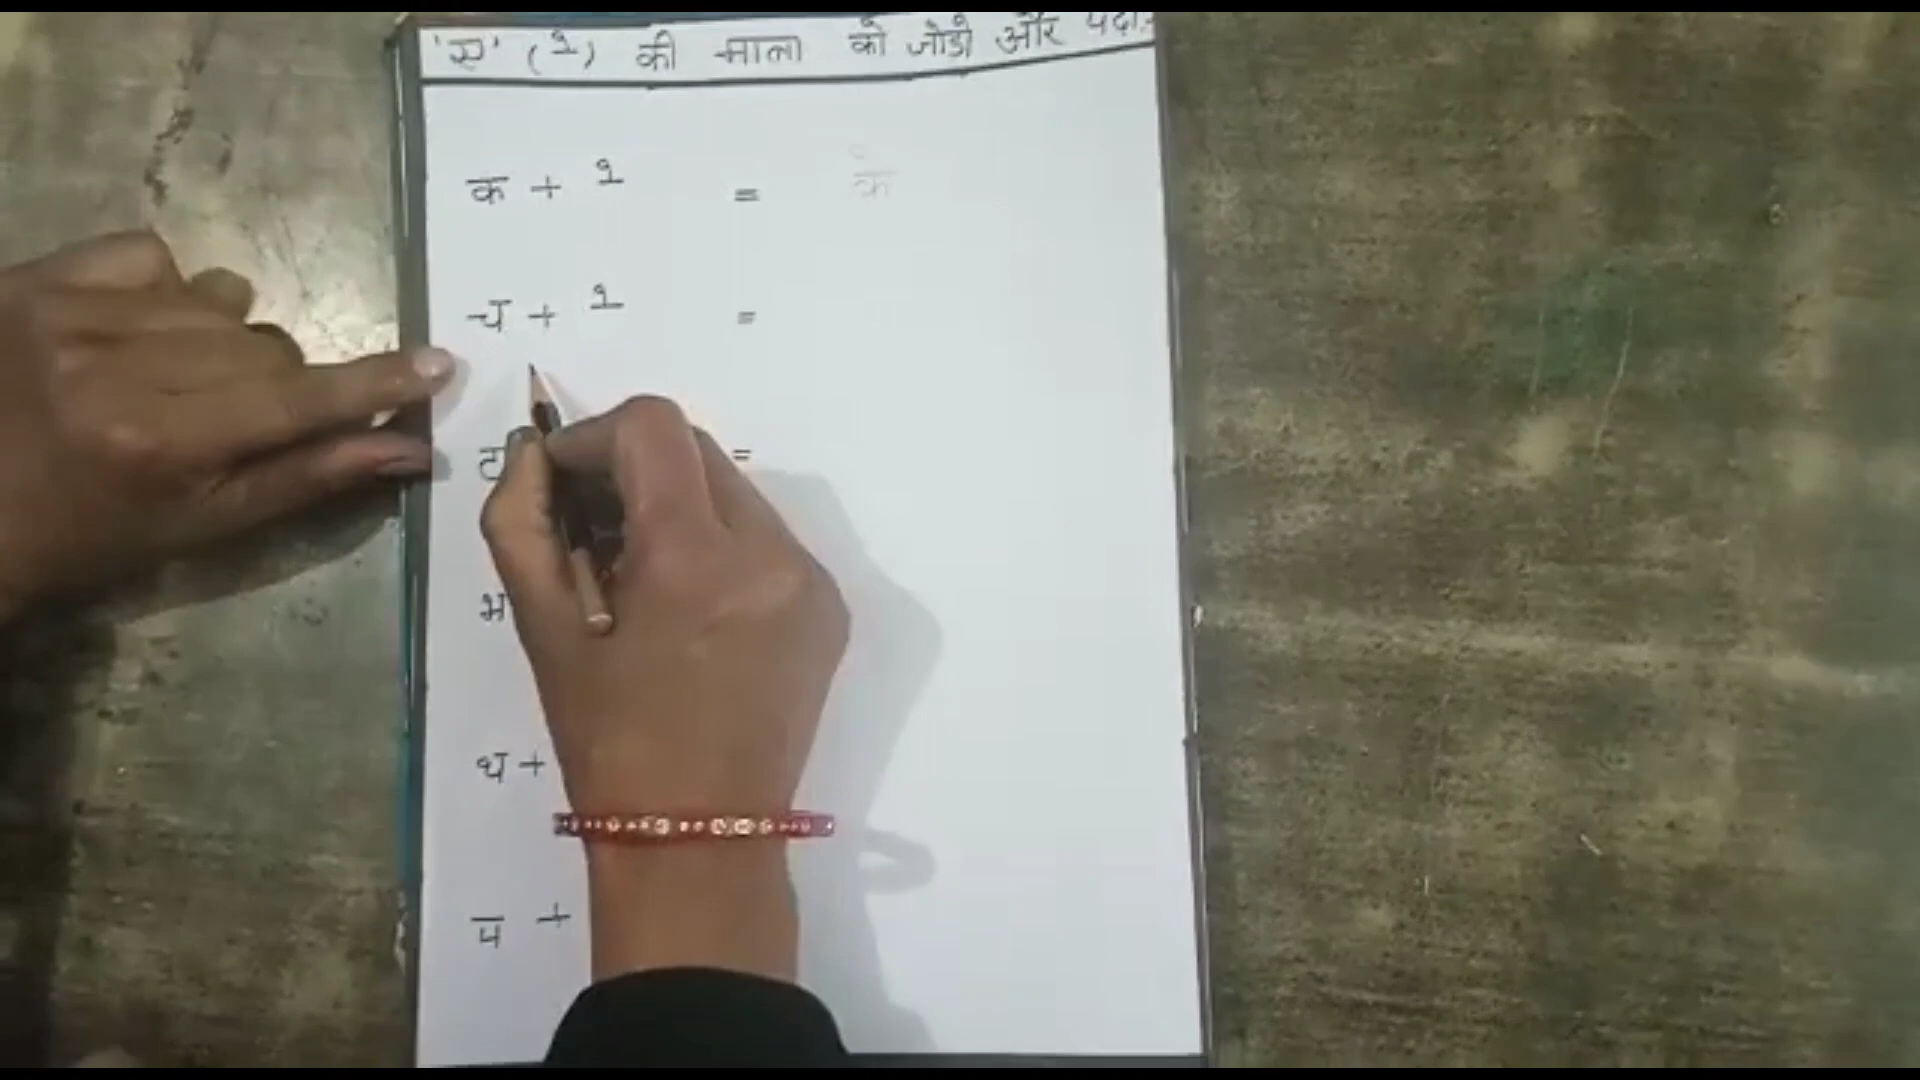 'ए' (े) की मात्रा को जोड़ो और पढ़ो.
क + े = के
च + े =
ट =
भ
थ +
प +